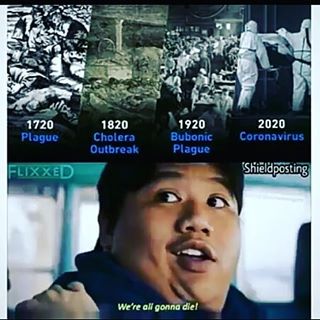 1720
Plague
1820
Cholera
Outbreak
1920
Bubonic
Plague
2020
Coronavirus
FLIXXED
Shieldposting
We're all gonna die!